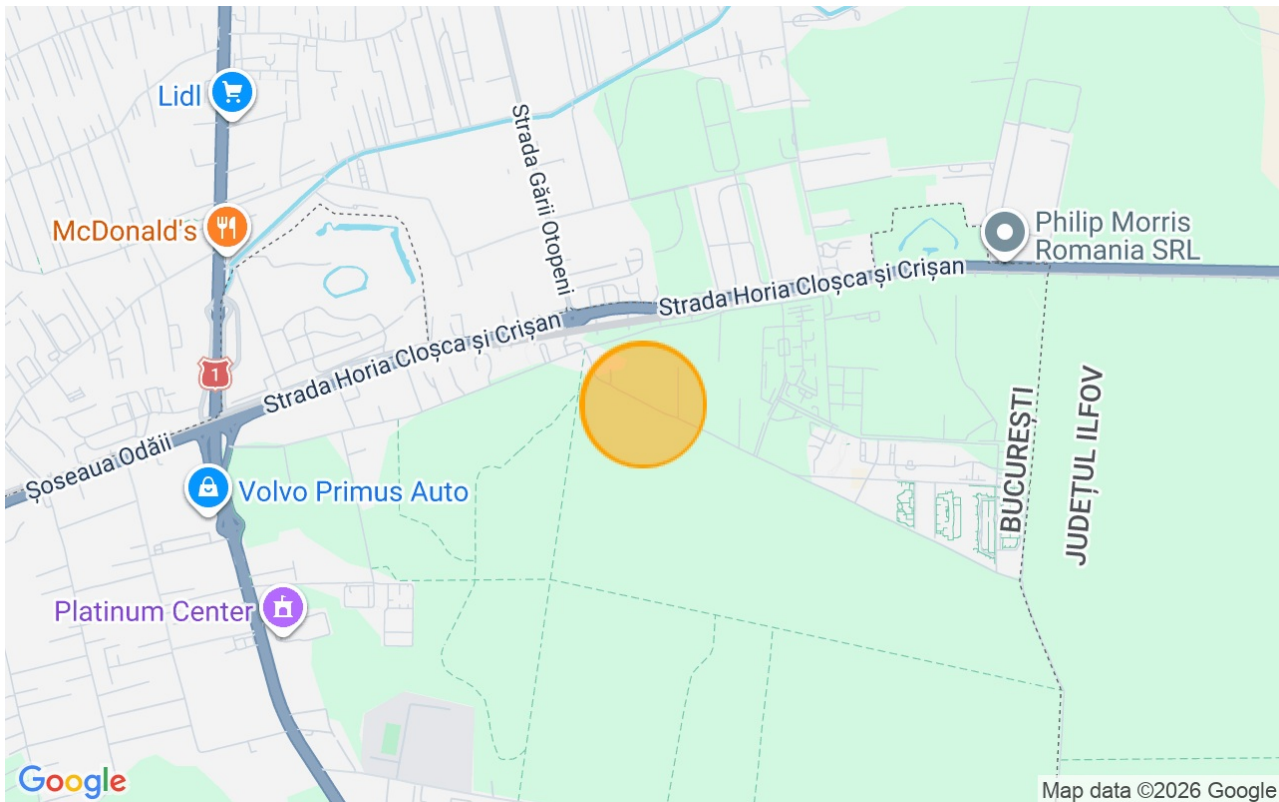 Lidl
McDonald's
Strada Gării Otopeni
Philip Morris
Romania SRL
Strada Horia Cloșca și Crișan
Strada Horia Cloșca și Crișan
1
Șoseaua Odăii
Volvo Primus Auto
BUCUREȘTI
JUDEȚUL ILFOV
Platinum Center
Google
Map data ©2026 Google